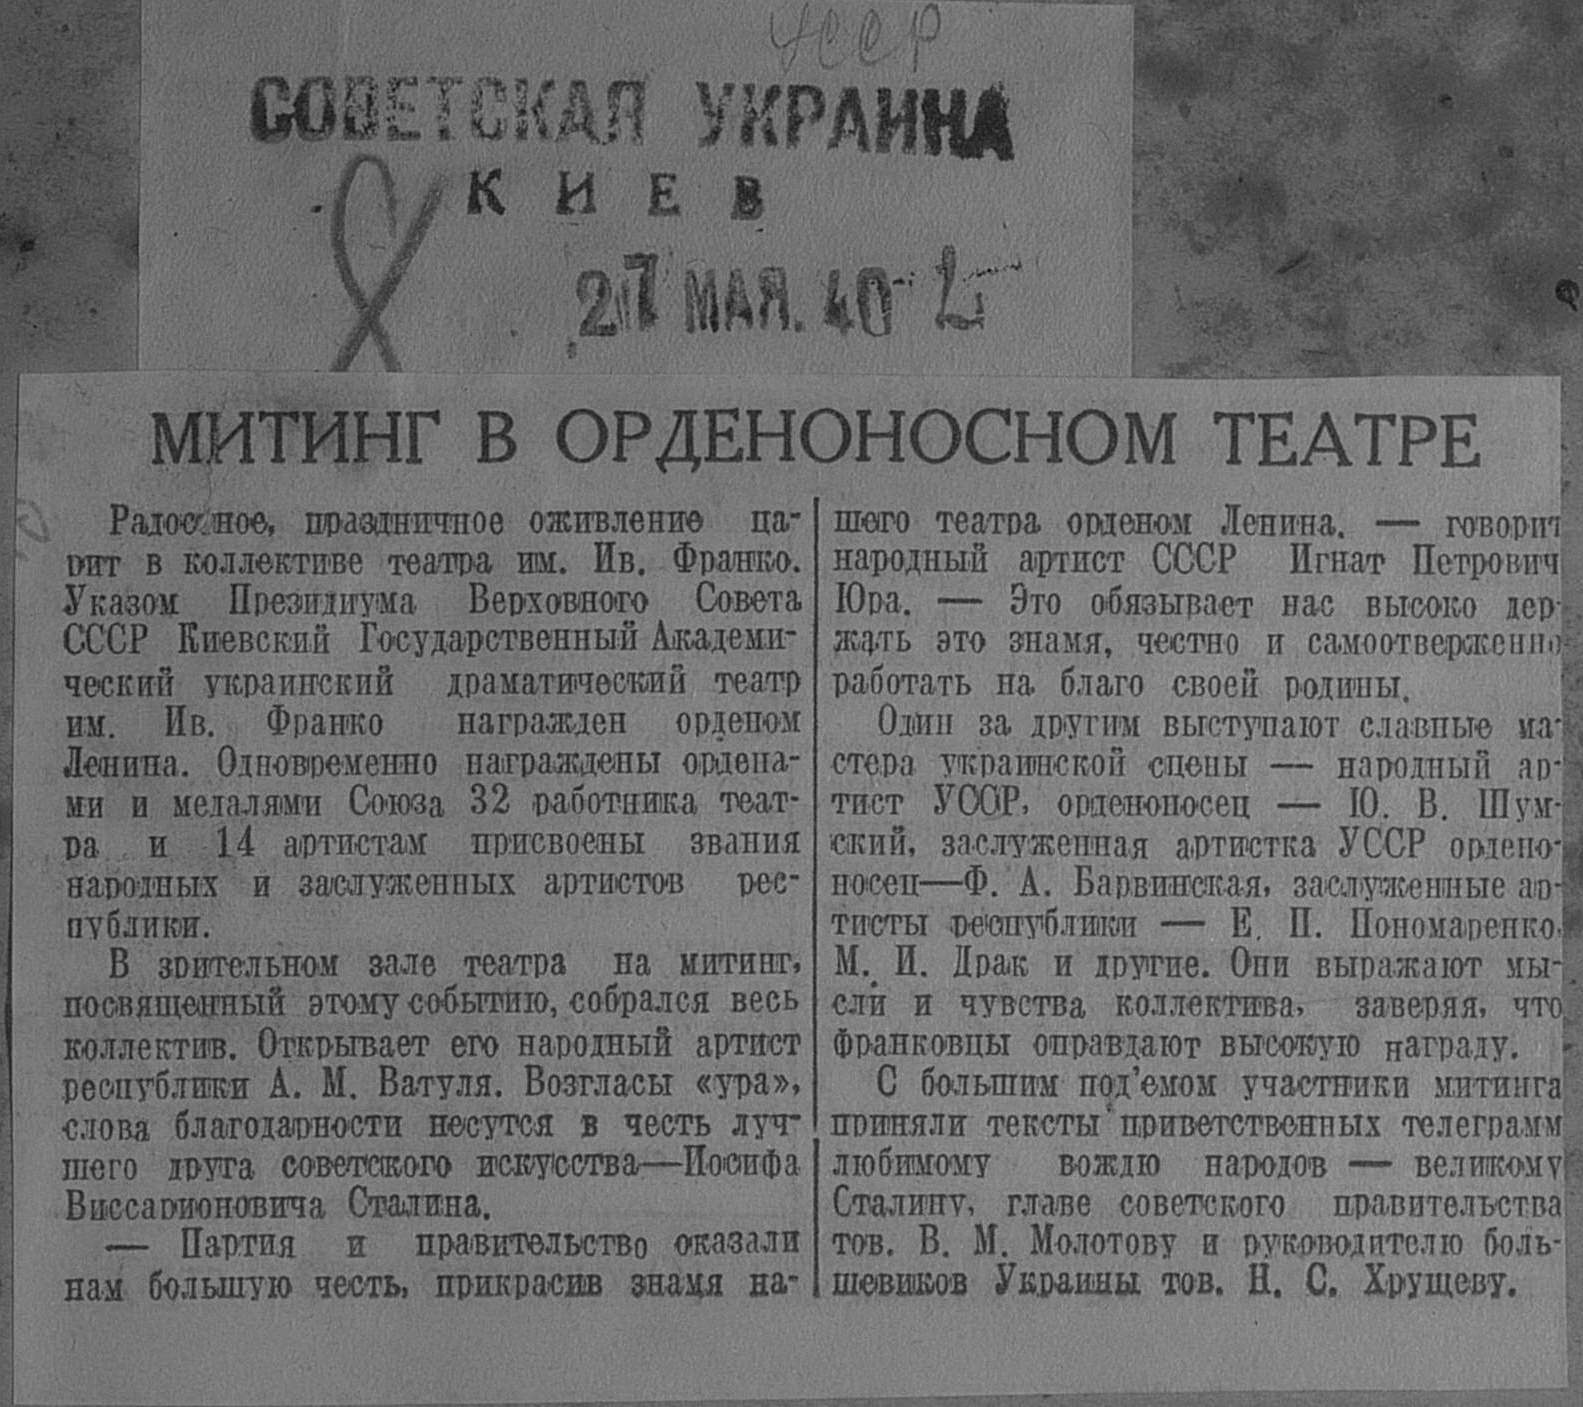 УССР
СОВЕТСКАЯ УКРАИНА
КИЕВ
27 МАЯ. 40
МИТИНГ В ОРДЕНОНОСНОМ ТЕАТРЕ
Радостное, праздничное оживление ца-
рит в коллективе театра им. Ив. Франко.
Указом Президиума Верховного Совета
СССР Киевский Государственный Академи-
ческий украинский драматический театр
им. Ив. Франко награжден орденом
Ленина. Одновременно награждены ордена-
ми и медалями Союза 32 работника теат-
ра и 14 артистам присвоены звания
народных и заслуженных артистов рес-
публики.
В зрительном зале театра на митинг,
посвященный этому событию, собрался весь
коллектив. Открывает его народный артист
республики А. М. Ватуля. Возгласы «ура»,
слова благодарности несутся в честь луч-
шего друга советского искусства—Иосифа
Виссарионовича Сталина.
— Партия и правительство оказали
нам большую честь, прикрасив знамя на-
шего театра орденом Ленина. — говорит
народный артист СССР Игнат Петрович
Юра. — Это обязывает нас высоко дер-
жать это знамя, честно и самоотверженно
работать на благо своей родины.
Один за другим выступают славные ма-
стера украинской сцены — народный ар-
тист УССР, орденоносец — Ю. В. Шум-
ский, заслуженная артистка УССР ордено-
носец—Ф. А. Барвинская, заслуженные ар-
тисты республики — Е. П. Пономаренко,
М. И. Драк и другие. Они выражают мы-
сли и чувства коллектива, заверяя, что
франковцы оправдают высокую награду.
С большим под'емом участники митинга
приняли тексты приветственных телеграмм
любимому вождю народов — великому
Сталину, главе советского правительства
тов. В. М. Молотову и руководителю боль-
шевиков Украины тов. Н. С. Хрущеву.